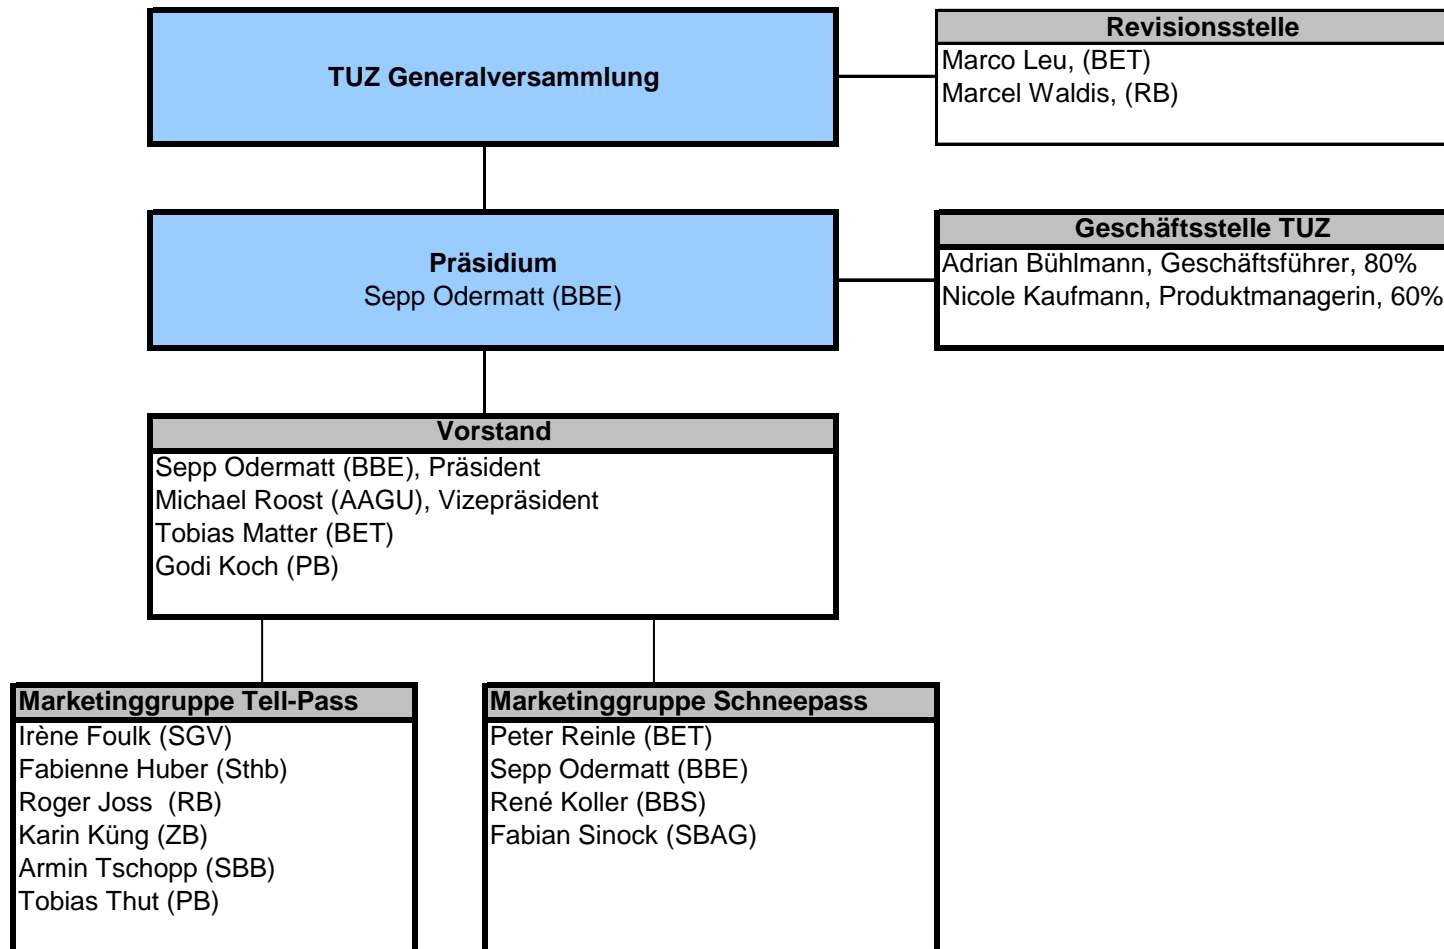 TUZ Generalversammlung
Revisionsstelle
Marco Leu, (BET)
Marcel Waldis, (RB)
Präsidium
Sepp Odermatt (BBE)
Geschäftsstelle TUZ
Adrian Bühlmann, Geschäftsführer, 80%
Nicole Kaufmann, Produktmanagerin, 60%
Vorstand
Sepp Odermatt (BBE), Präsident
Michael Roost (AAGU), Vizepräsident
Tobias Matter (BET)
Godi Koch (PB)
Marketinggruppe Tell-Pass
Irène Foulk (SGV)
Fabienne Huber (Sthb)
Roger Joss  (RB)
Karin Küng (ZB)
Armin Tschopp (SBB)
Tobias Thut (PB)
Marketinggruppe Schneepass
Peter Reinle (BET)
Sepp Odermatt (BBE)
René Koller (BBS)
Fabian Sinock (SBAG)